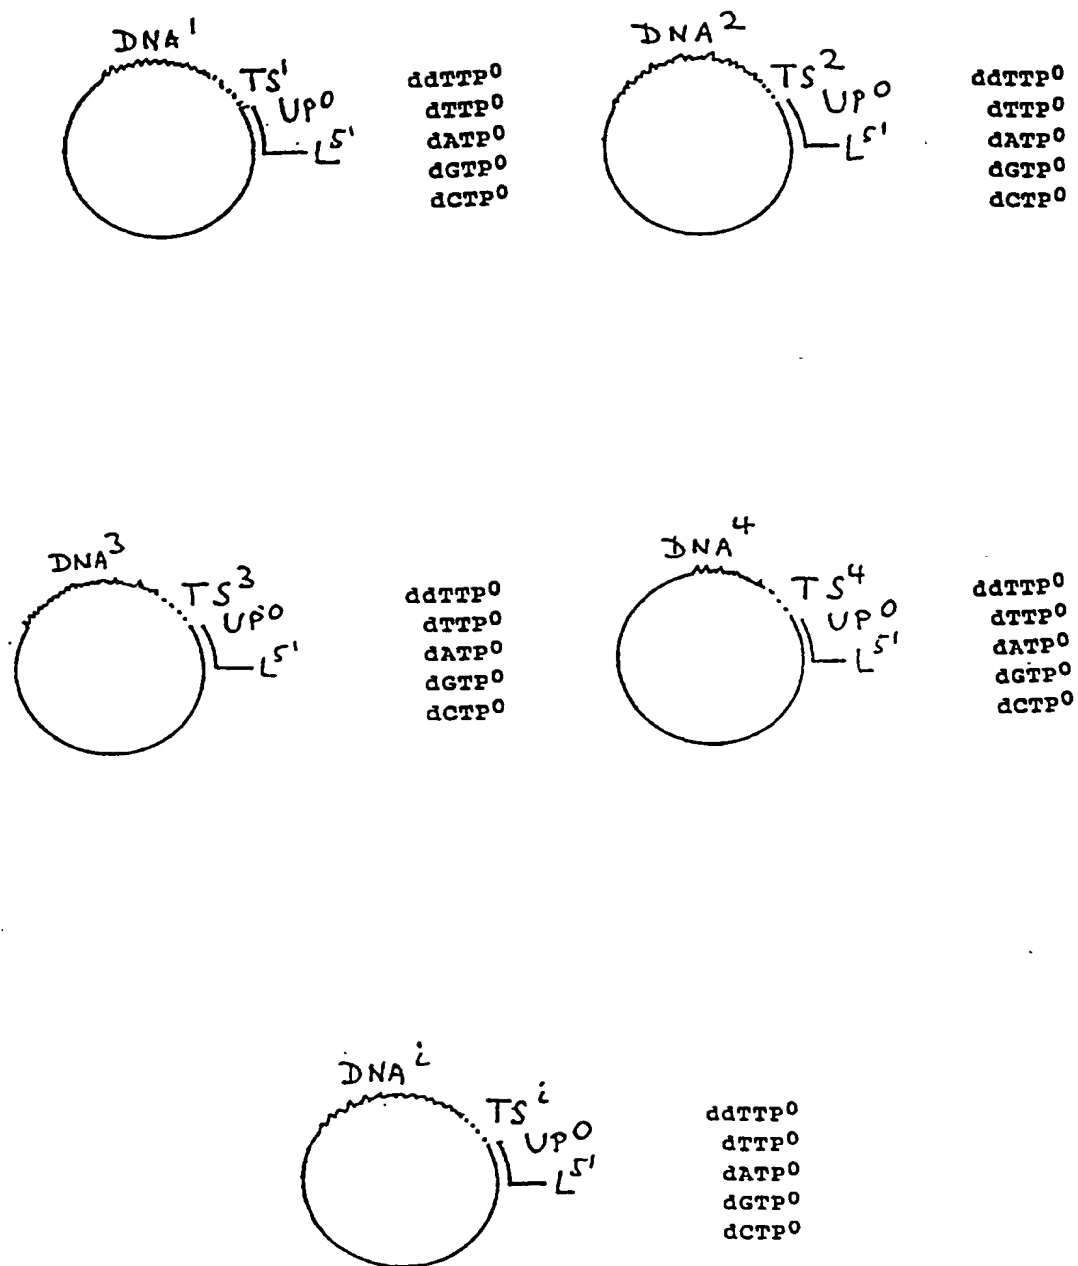 DNA¹
TS¹
UP⁰
L⁵'
ddTTP⁰
dTTP⁰
dATP⁰
dGTP⁰
dCTP⁰
DNA²
TS²
UP⁰
L⁵'
ddTTP⁰
dTTP⁰
dATP⁰
dGTP⁰
dCTP⁰
DNA³
TS³
UP⁰
L⁵'
ddTTP⁰
dTTP⁰
dATP⁰
dGTP⁰
dCTP⁰
DNA⁴
TS⁴
UP⁰
L⁵'
ddTTP⁰
dTTP⁰
dATP⁰
dGTP⁰
dCTP⁰
DNAⁱ
TSⁱ
UP⁰
L⁵'
ddTTP⁰
dTTP⁰
dATP⁰
dGTP⁰
dCTP⁰